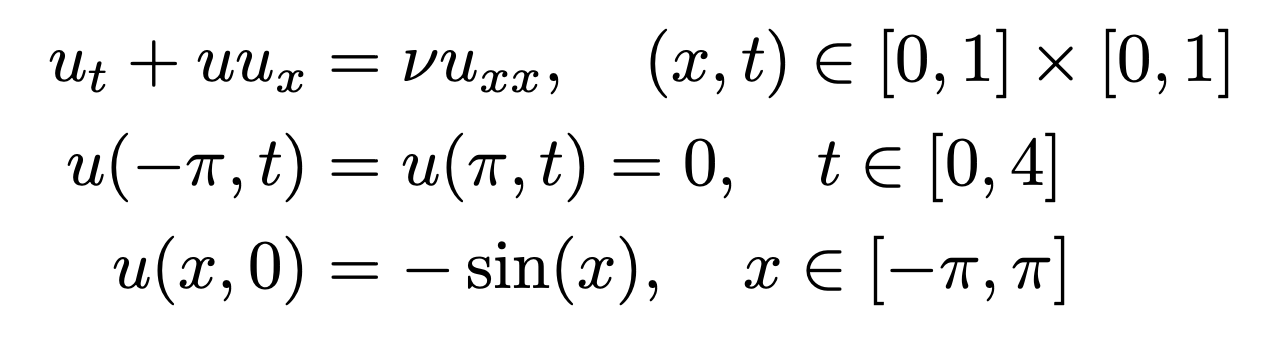 u_t + uu_x = νu_{xx}, (x, t) ∈ [0, 1] × [0, 1]
u(−π, t) = u(π, t) = 0, t ∈ [0, 4]
u(x, 0) = − sin(x), x ∈ [−π, π]